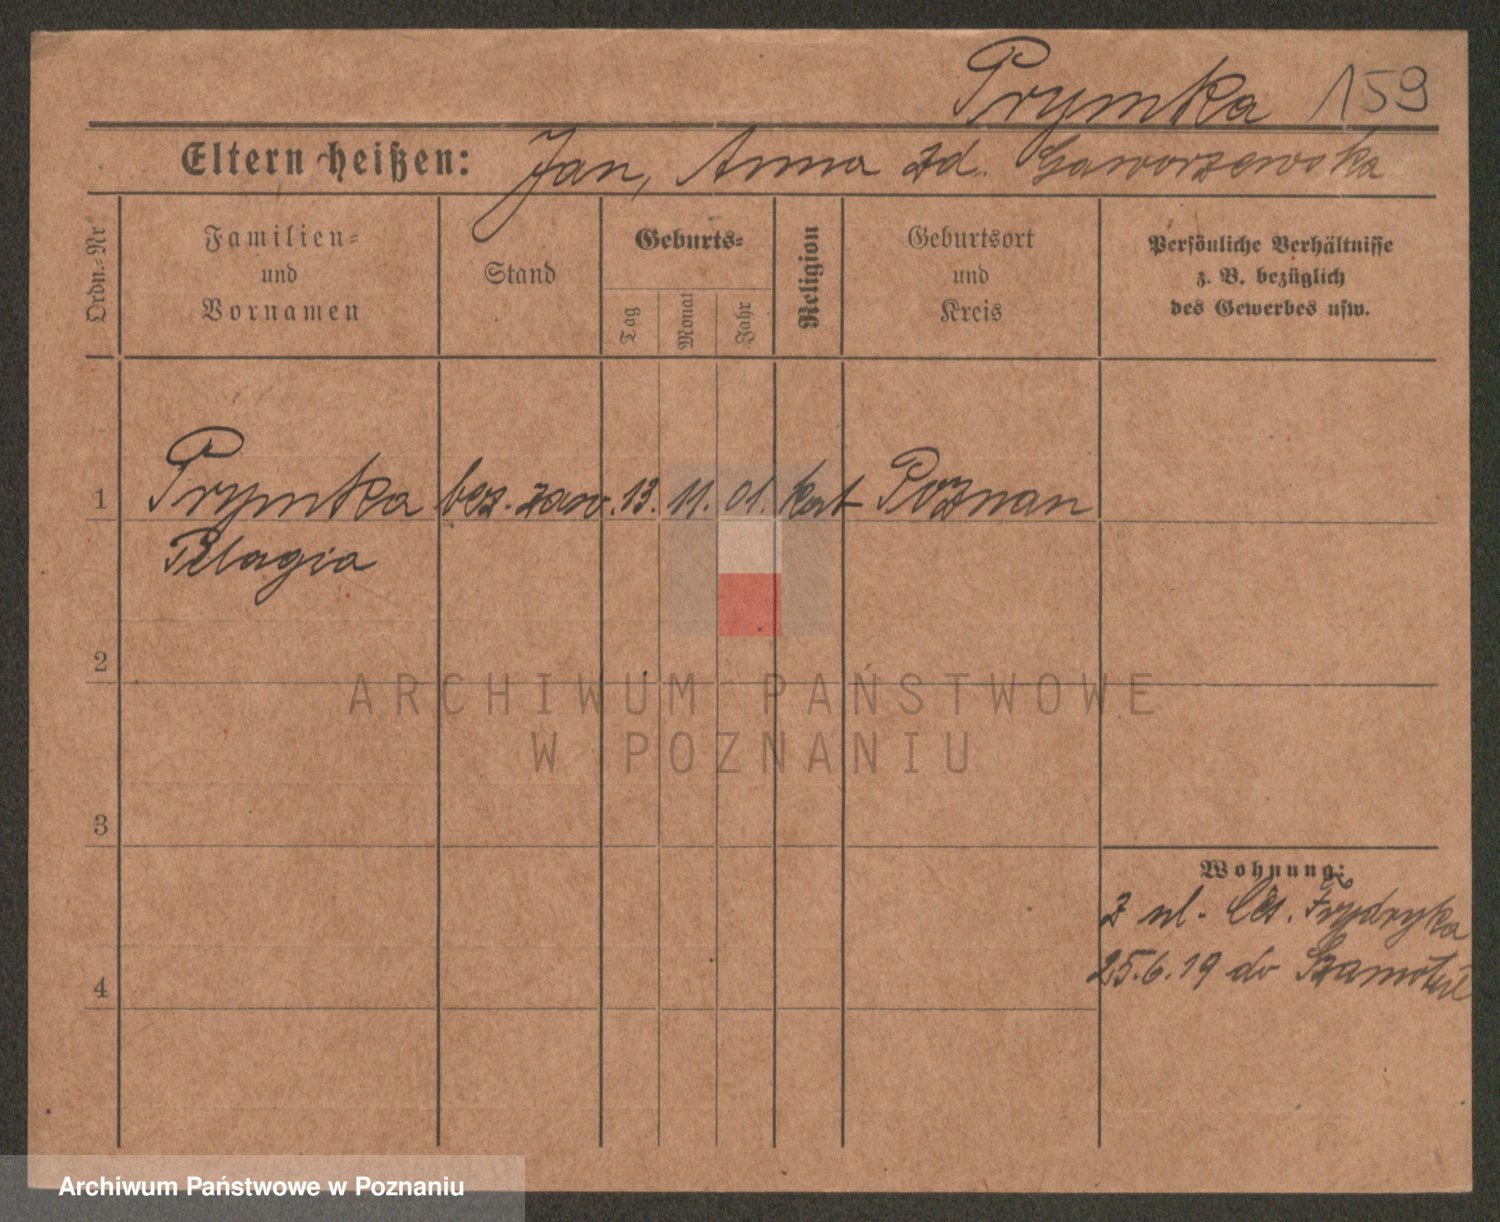 Prymka 159
Eltern heißen: Jan, Anna zd. Gaworzewska
Ordn.-Nr
Familien-
und
Vornamen
Stand
Geburts-
Tag
Monat
Jahr
Religion
Geburtsort
und
Kreis
Persönliche Verhältnisse
z. B. bezüglich
des Gewerbes usw.
1 Prymka bez. zaw. 13. 11. 01. kat Poznan
Pelagia
2
ARCHIWUM PAŃSTWOWE
W POZNANIU
3
Wohnung:
z ul. Ces. Frydryka
4
25.6.19 do Szamotuł
Archiwum Państwowe w Poznaniu